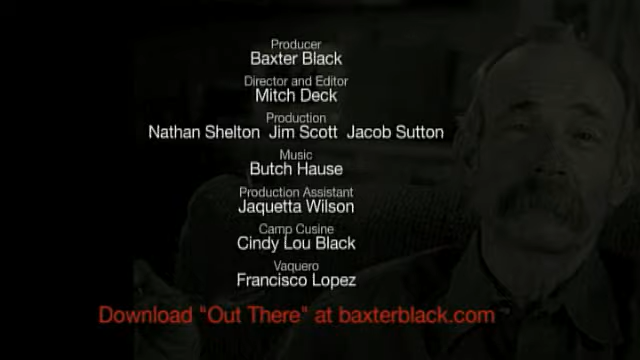 Producer
Baxter Black
Director and Editor
Mitch Deck
Production
Nathan Shelton  Jim Scott  Jacob Sutton
Music
Butch Hause
Production Assistant
Jaquetta Wilson
Camp Cusine
Cindy Lou Black
Vaquero
Francisco Lopez
Download "Out There" at baxterblack.com